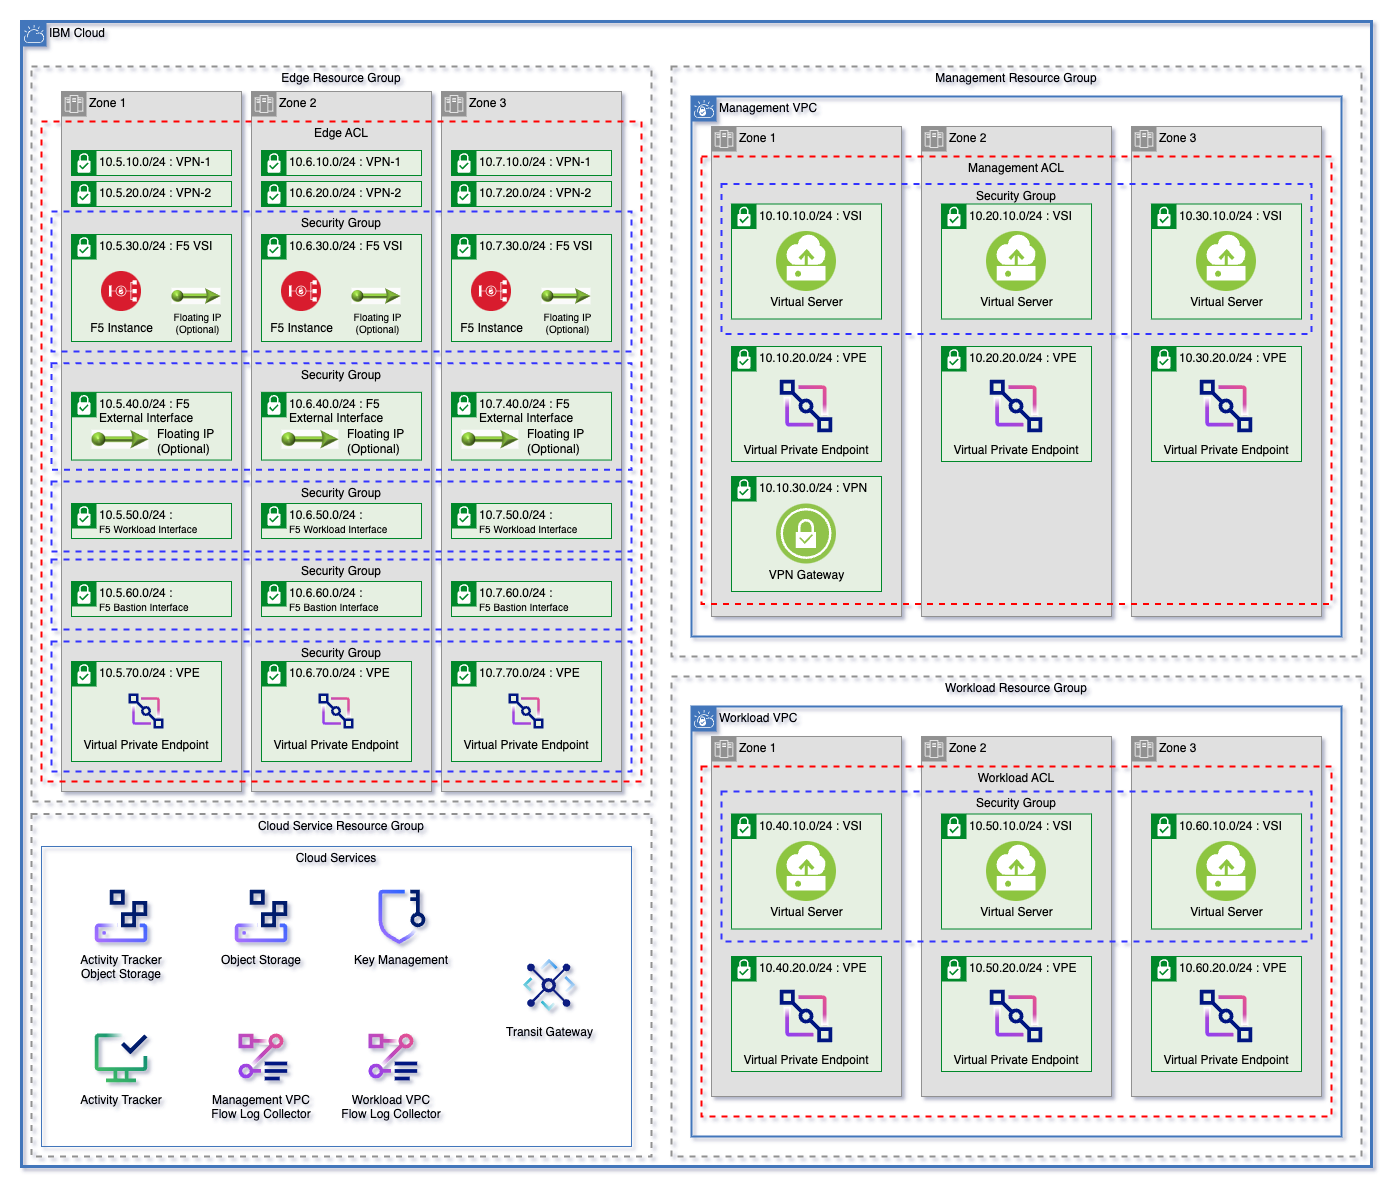 IBM Cloud
Edge Resource Group
Zone 1
Zone 2
Zone 3
Edge ACL
10.5.10.0/24 : VPN-1
10.6.10.0/24 : VPN-1
10.7.10.0/24 : VPN-1
10.5.20.0/24 : VPN-2
10.6.20.0/24 : VPN-2
10.7.20.0/24 : VPN-2
Security Group
10.5.30.0/24 : F5 VSI
F5 Instance
Floating IP
(Optional)
10.6.30.0/24 : F5 VSI
F5 Instance
Floating IP
(Optional)
10.7.30.0/24 : F5 VSI
F5 Instance
Floating IP
(Optional)
Security Group
10.5.40.0/24 : F5
External Interface
Floating IP
(Optional)
10.6.40.0/24 : F5
External Interface
Floating IP
(Optional)
10.7.40.0/24 : F5
External Interface
Floating IP
(Optional)
Security Group
10.5.50.0/24 :
F5 Workload Interface
10.6.50.0/24 :
F5 Workload Interface
10.7.50.0/24 :
F5 Workload Interface
Security Group
10.5.60.0/24 :
F5 Bastion Interface
10.6.60.0/24 :
F5 Bastion Interface
10.7.60.0/24 :
F5 Bastion Interface
Security Group
10.5.70.0/24 : VPE
Virtual Private Endpoint
10.6.70.0/24 : VPE
Virtual Private Endpoint
10.7.70.0/24 : VPE
Virtual Private Endpoint
Cloud Service Resource Group
Cloud Services
Activity Tracker
Object Storage
Object Storage
Key Management
Transit Gateway
Activity Tracker
Management VPC
Flow Log Collector
Workload VPC
Flow Log Collector
Management Resource Group
Management VPC
Zone 1
Zone 2
Zone 3
Management ACL
Security Group
10.10.10.0/24 : VSI
Virtual Server
10.20.10.0/24 : VSI
Virtual Server
10.30.10.0/24 : VSI
Virtual Server
10.10.20.0/24 : VPE
Virtual Private Endpoint
10.20.20.0/24 : VPE
Virtual Private Endpoint
10.30.20.0/24 : VPE
Virtual Private Endpoint
10.10.30.0/24 : VPN
VPN Gateway
Workload Resource Group
Workload VPC
Zone 1
Zone 2
Zone 3
Workload ACL
Security Group
10.40.10.0/24 : VSI
Virtual Server
10.50.10.0/24 : VSI
Virtual Server
10.60.10.0/24 : VSI
Virtual Server
10.40.20.0/24 : VPE
Virtual Private Endpoint
10.50.20.0/24 : VPE
Virtual Private Endpoint
10.60.20.0/24 : VPE
Virtual Private Endpoint